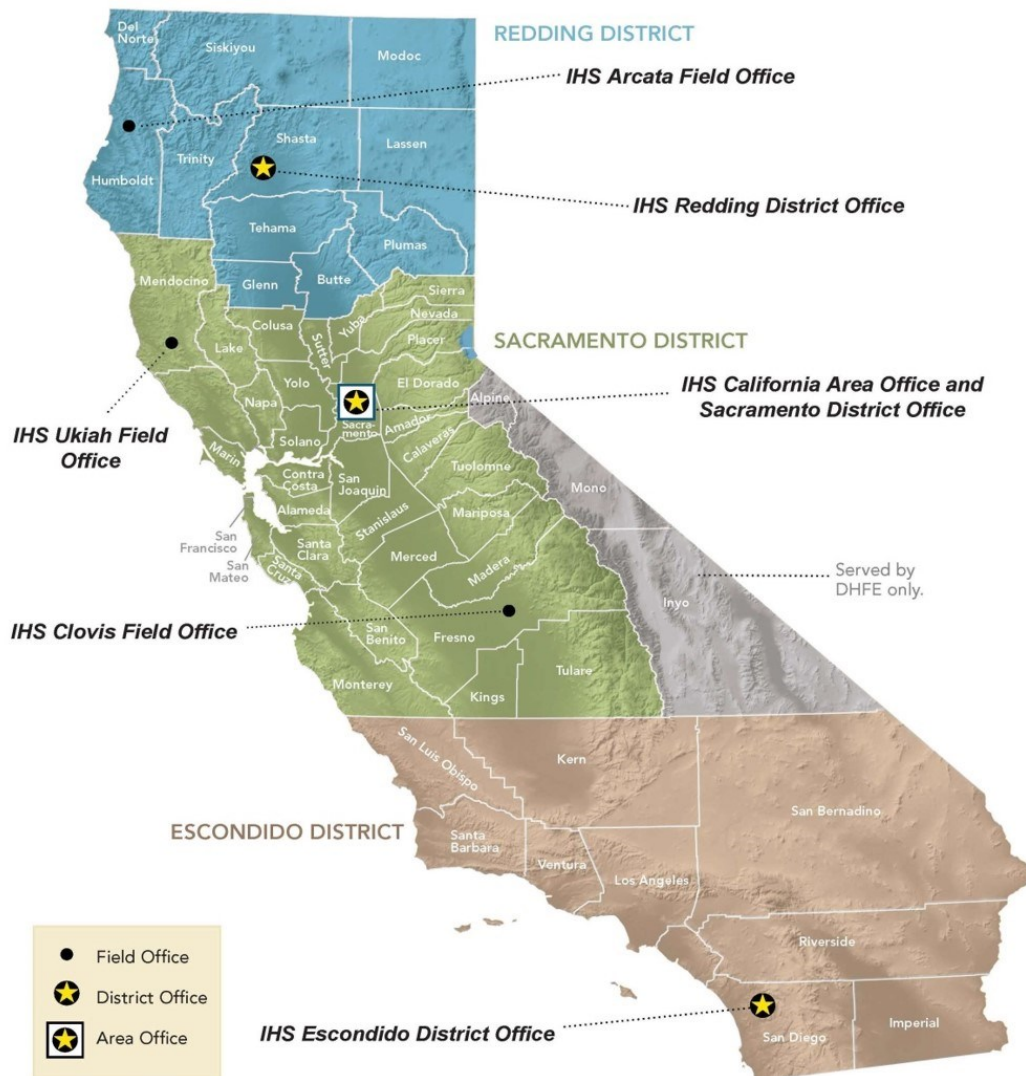 REDDING DISTRICT
Del
Norte
Siskiyou
Modoc
IHS Arcata Field Office
Humboldt
Trinity
Shasta
Lassen
IHS Redding District Office
Tehama
Plumas
Glenn
Butte
SACRAMENTO DISTRICT
Mendocino
Lake
Colusa
Sutter
Yuba
Sierra
Nevada
Placer
El Dorado
Yolo
Napa
IHS California Area Office and
Sacramento District Office
Sacra-
mento
Amador
Alpine
Calaveras
IHS Ukiah Field
Office
Solano
Marin
Contra
Costa
San
Joaquin
Tuolomne
Mono
Alameda
Stanislaus
Mariposa
San
Francisco
San
Mateo
Santa
Clara
Santa
Cruz
Merced
Madera
Inyo
Served by
DHFE only.
IHS Clovis Field Office
San
Benito
Fresno
Monterey
Kings
Tulare
ESCONDIDO DISTRICT
San Luis Obispo
Kern
San Bernadino
Santa
Barbara
Ventura
Los Angeles
Riverside
IHS Escondido District Office
San Diego
Imperial
Field Office
District Office
Area Office